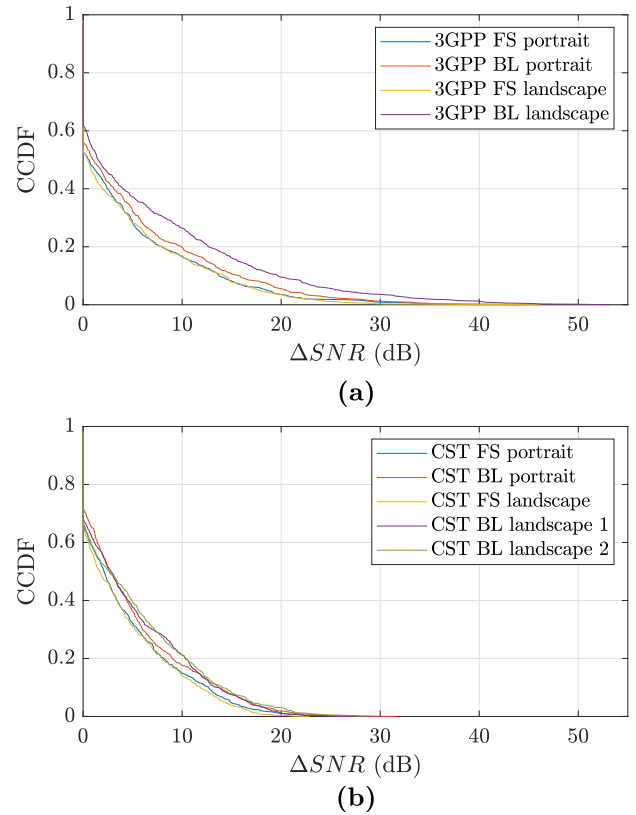 1
3GPP FS portrait
3GPP BL portrait
0.8
3GPP FS landscape
3GPP BL landscape
0.6
CCDF
0.4
0.2
0
0 10 20 30 40 50
ΔSNR (dB)
(a)
1
CST FS portrait
CST BL portrait
0.8
CST FS landscape
CST BL landscape 1
CST BL landscape 2
0.6
CCDF
0.4
0.2
0
0 10 20 30 40 50
ΔSNR (dB)
(b)